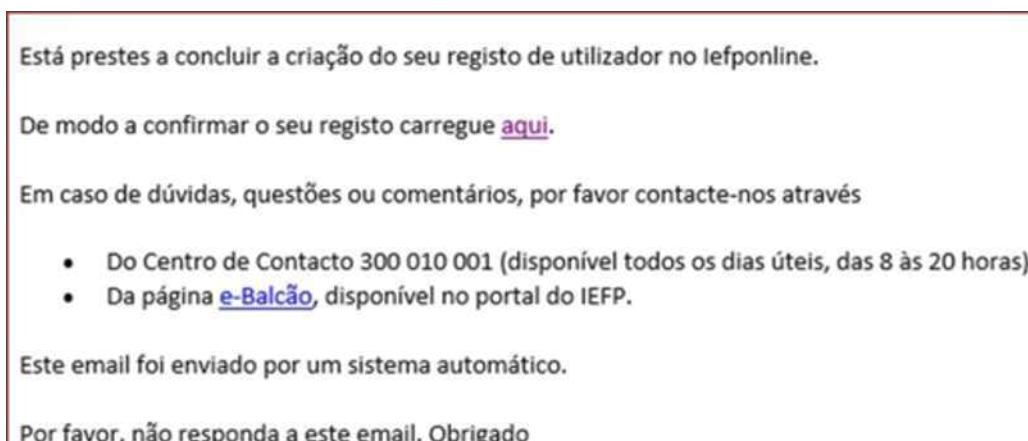 Está prestes a concluir a criação do seu registo de utilizador no Iefponline.
De modo a confirmar o seu registo carregue aqui.
Em caso de dúvidas, questões ou comentários, por favor contacte-nos através
• Do Centro de Contacto 300 010 001 (disponível todos os dias úteis, das 8 às 20 horas)
• Da página e-Balcão, disponível no portal do IEFP.
Este email foi enviado por um sistema automático.
Por favor, não responda a este email. Obrigado